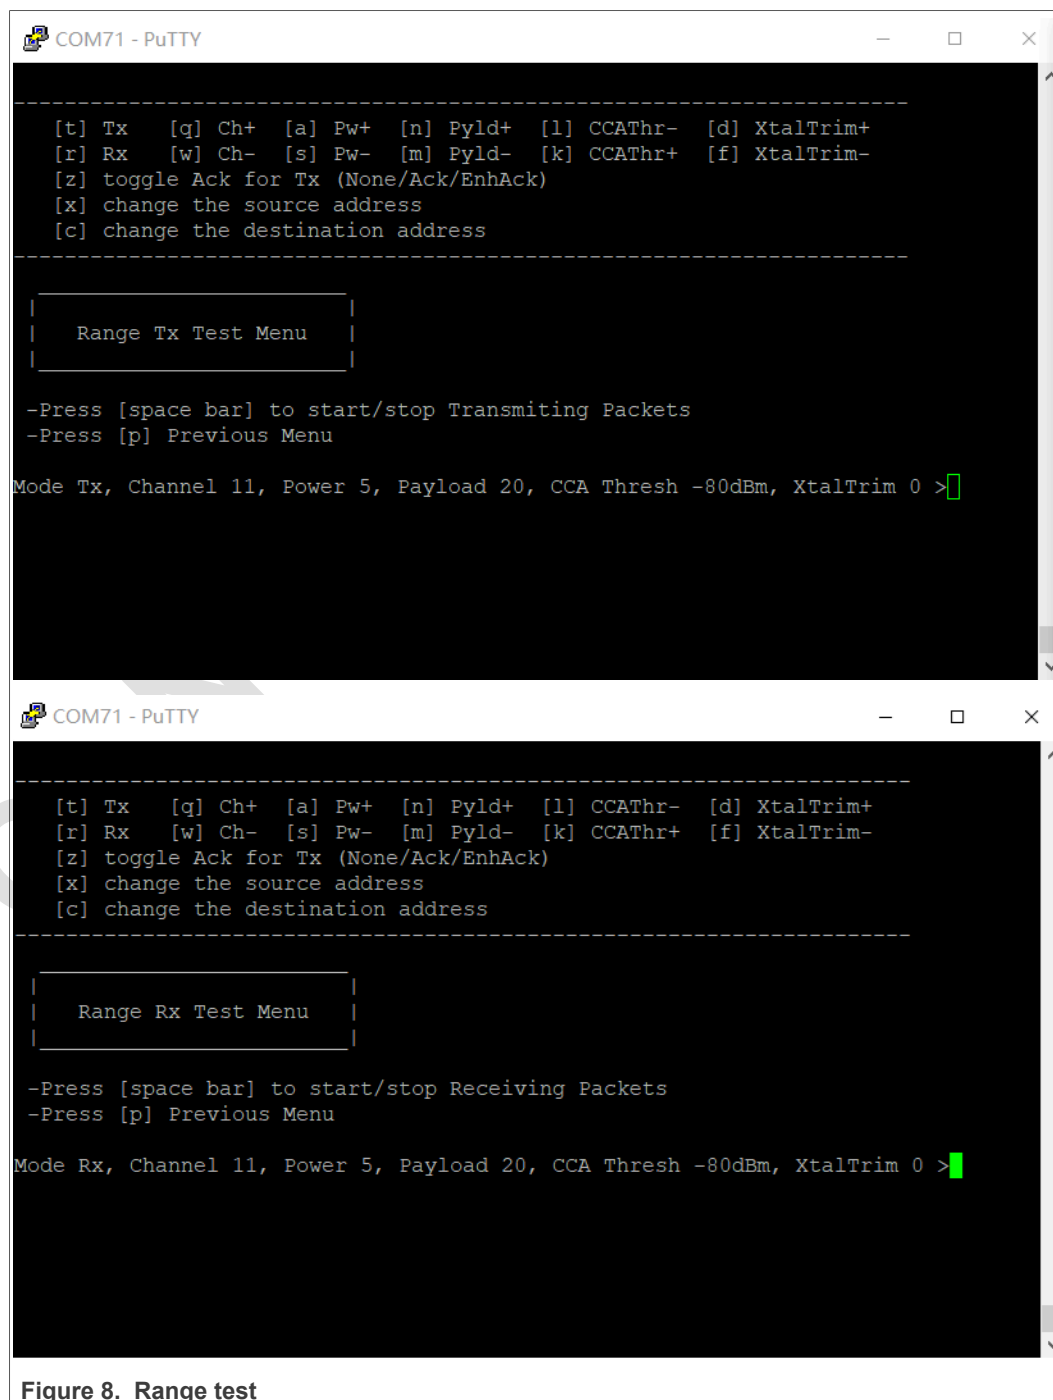 COM71 - PuTTY
----------------------------------------------------------------------
[t] Tx   [q] Ch+  [a] Pw+  [n] Pyld+  [l] CCAThr-  [d] XtalTrim+
[r] Rx   [w] Ch-  [s] Pw-  [m] Pyld-  [k] CCAThr+  [f] XtalTrim-
[z] toggle Ack for Tx (None/Ack/EnhAck)
[x] change the source address
[c] change the destination address
----------------------------------------------------------------------
Range Tx Test Menu
-Press [space bar] to start/stop Transmiting Packets
-Press [p] Previous Menu
Mode Tx, Channel 11, Power 5, Payload 20, CCA Thresh -80dBm, XtalTrim 0 >
COM71 - PuTTY
----------------------------------------------------------------------
[t] Tx   [q] Ch+  [a] Pw+  [n] Pyld+  [l] CCAThr-  [d] XtalTrim+
[r] Rx   [w] Ch-  [s] Pw-  [m] Pyld-  [k] CCAThr+  [f] XtalTrim-
[z] toggle Ack for Tx (None/Ack/EnhAck)
[x] change the source address
[c] change the destination address
----------------------------------------------------------------------
Range Rx Test Menu
-Press [space bar] to start/stop Receiving Packets
-Press [p] Previous Menu
Mode Rx, Channel 11, Power 5, Payload 20, CCA Thresh -80dBm, XtalTrim 0 >
Figure 8. Range test